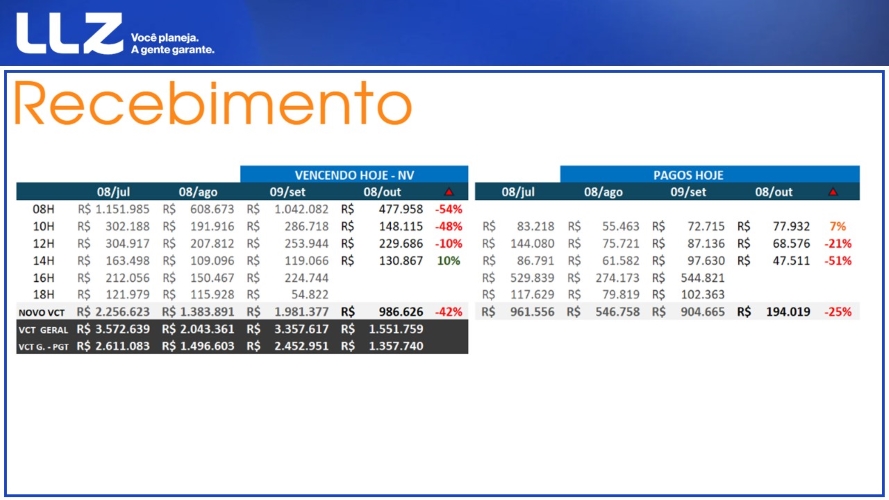 LLZ Você planeja.
A gente garante.
Recebimento
VENCENDO HOJE - NV PAGOS HOJE
08/jul 08/ago 09/set 08/out 08/jul 08/ago 09/set 08/out
08H R$ 1.151.985 R$ 608.673 R$ 1.042.082 R$ 477.958 -54%
10H R$ 302.188 R$ 191.916 R$ 286.718 R$ 148.115 -48% R$ 83.218 R$ 55.463 R$ 72.715 R$ 77.932 7%
12H R$ 304.917 R$ 207.812 R$ 253.944 R$ 229.686 -10% R$ 144.080 R$ 75.721 R$ 87.136 R$ 68.576 -21%
14H R$ 163.498 R$ 109.096 R$ 119.066 R$ 130.867 10% R$ 86.791 R$ 61.582 R$ 97.630 R$ 47.511 -51%
16H R$ 212.056 R$ 150.467 R$ 224.744 R$ 529.839 R$ 274.173 R$ 544.821
18H R$ 121.979 R$ 115.928 R$ 54.822 R$ 117.629 R$ 79.819 R$ 102.363
NOVO VCT R$ 2.256.623 R$ 1.383.891 R$ 1.981.377 R$ 986.626 -42% R$ 961.556 R$ 546.758 R$ 904.665 R$ 194.019 -25%
VCT GERAL R$ 3.572.639 R$ 2.043.361 R$ 3.357.617 R$ 1.551.759
VCT G. - PGT R$ 2.611.083 R$ 1.496.603 R$ 2.452.951 R$ 1.357.740